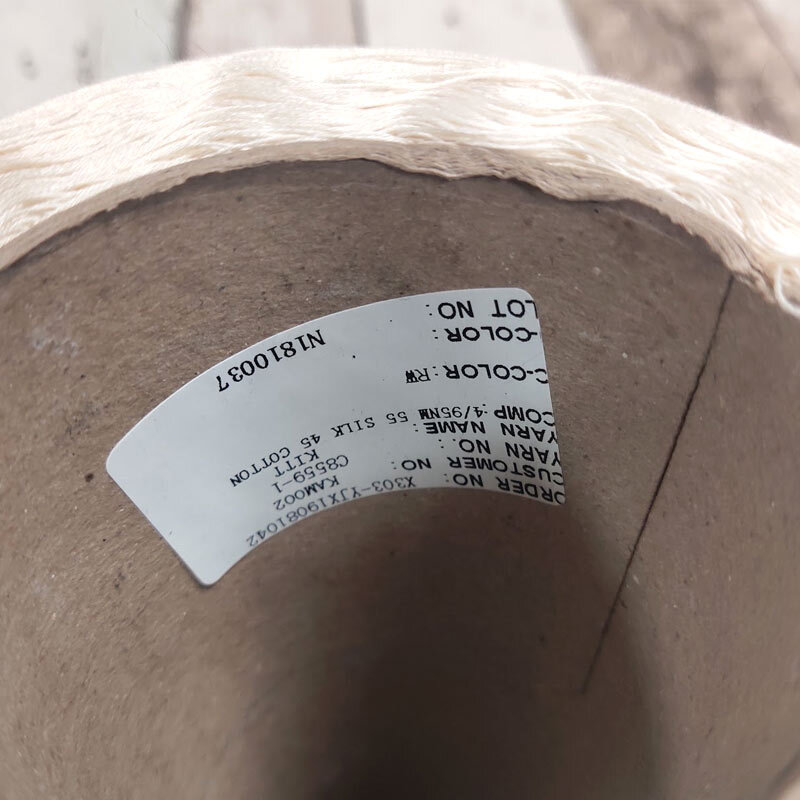 ORDER NO: X303-YJX19081042
CUSTOMER NO: KAM002
YARN NO: C8559-1
YARN NAME: KITT
COMP: 4/95NM 55 SILK 45 COTTON
C-COLOR: RW
-COLOR:
LOT NO: N1810037